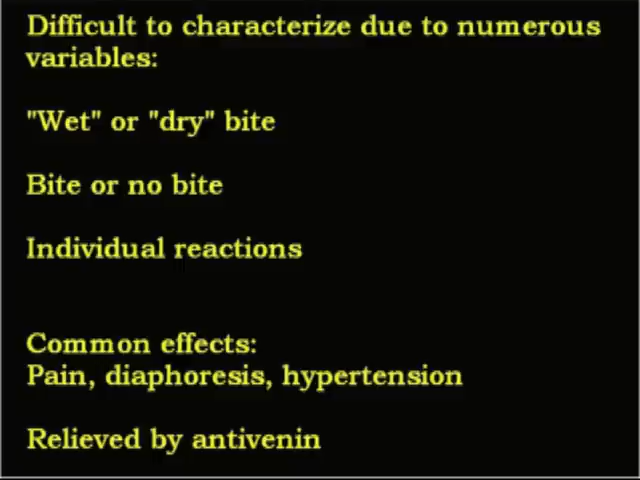 Difficult to characterize due to numerous
variables:
"Wet" or "dry" bite
Bite or no bite
Individual reactions
Common effects:
Pain, diaphoresis, hypertension
Relieved by antivenin